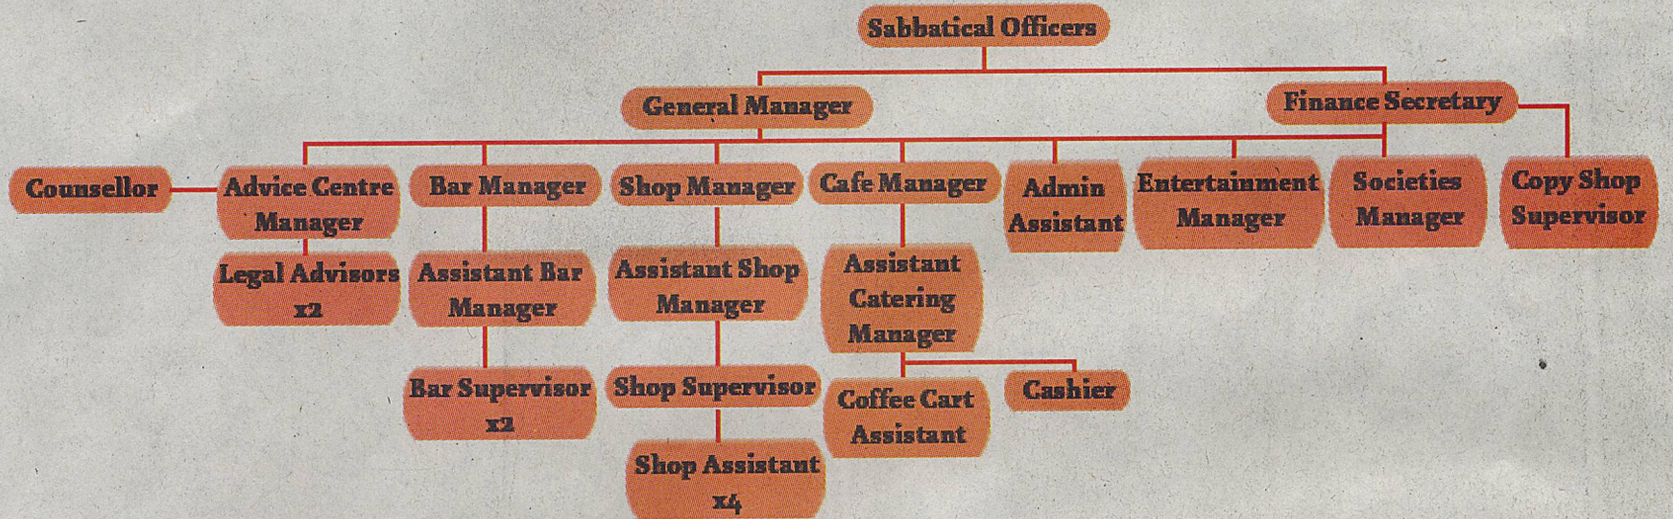 Sabbatical Officers
General Manager
Finance Secretary
Counsellor
Advice Centre
Manager
Bar Manager
Shop Manager
Cafe Manager
Admin
Assistant
Entertainment
Manager
Societies
Manager
Copy Shop
Supervisor
Legal Advisors
x2
Assistant Bar
Manager
Assistant Shop
Manager
Assistant
Catering
Manager
Bar Supervisor
x2
Shop Supervisor
Coffee Cart
Assistant
Cashier
Shop Assistant
x4